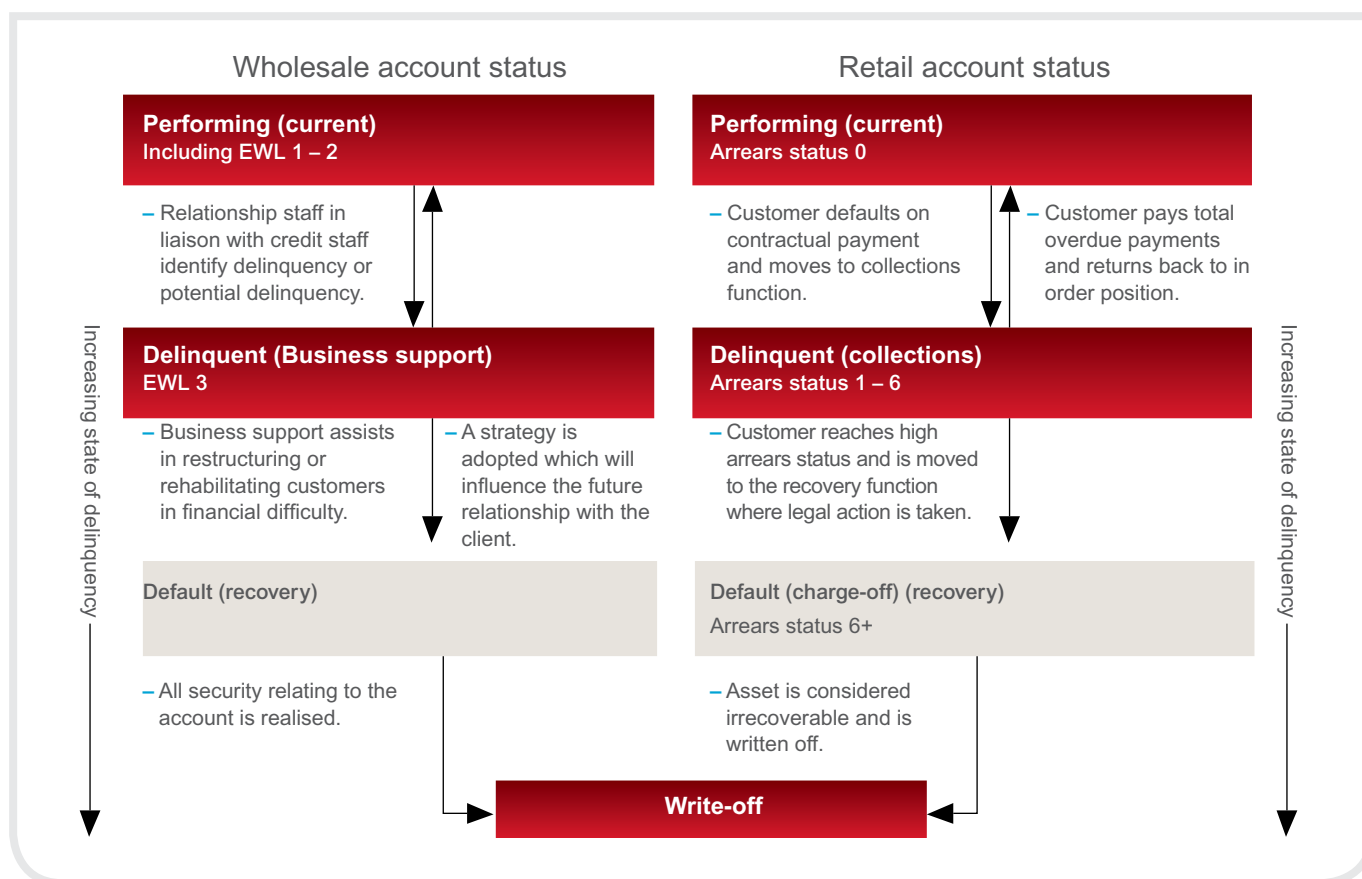 Wholesale account status
Retail account status
Performing (current)
Including EWL 1 – 2
Performing (current)
Arrears status 0
– Relationship staff in
liaison with credit staff
identify delinquency or
potential delinquency.
– Customer defaults on
contractual payment
and moves to collections
function.
– Customer pays total
overdue payments
and returns back to in
order position.
Delinquent (Business support)
EWL 3
Delinquent (collections)
Arrears status 1 – 6
– Business support assists
in restructuring or
rehabilitating customers
in financial difficulty.
– A strategy is
adopted which will
influence the future
relationship with the
client.
– Customer reaches high
arrears status and is moved
to the recovery function
where legal action is taken.
Default (recovery)
Default (charge-off) (recovery)
Arrears status 6+
– All security relating to the
account is realised.
– Asset is considered
irrecoverable and is
written off.
Write-off
Increasing state of delinquency
Increasing state of delinquency